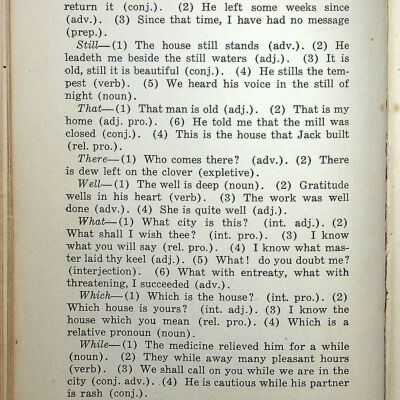 return it (conj.). (2) He left some weeks since
(adv.). (3) Since that time, I have had no message
(prep.).
Still—(1) The house still stands (adv.). (2) He
leadeth me beside the still waters (adj.). (3) It is
old, still it is beautiful (conj.). (4) He stills the tem-
pest (verb). (5) We heard his voice in the still of
night (noun).
That—(1) That man is old (adj.). (2) That is my
home (adj. pro.). (6) He told me that the mill was
closed (conj.). (4) This is the house that Jack built
(rel. pro.).
There—(1) Who comes there? (adv.). (2) There
is dew left on the clover (expletive).
Well—(1) The well is deep (noun). (2) Gratitude
wells in his heart (verb). (3) The work was well
done (adv.). (4) She is quite well (adj.).
What—(1) What city is this? (int. adj.). (2)
What shall I wish thee? (int. pro.). (3) I know
what you will say (rel. pro.). (4) I know what mas-
ter laid thy keel (adj.). (5) What! do you doubt me?
(interjection). (6) What with entreaty, what with
threatening, I succeeded (adv.).
Which—(1) Which is the house? (int. pro.). (2)
Which house is yours? (int. adj.). (3) I know the
house which you mean (rel. pro.). (4) Which is a
relative pronoun (noun).
While—(1) The medicine relieved him for a while
(noun). (2) They while away many pleasant hours
(verb). (3) We shall call on you while we are in the
city (conj. adv.). (4) He is cautious while his partner
is rash (conj.).